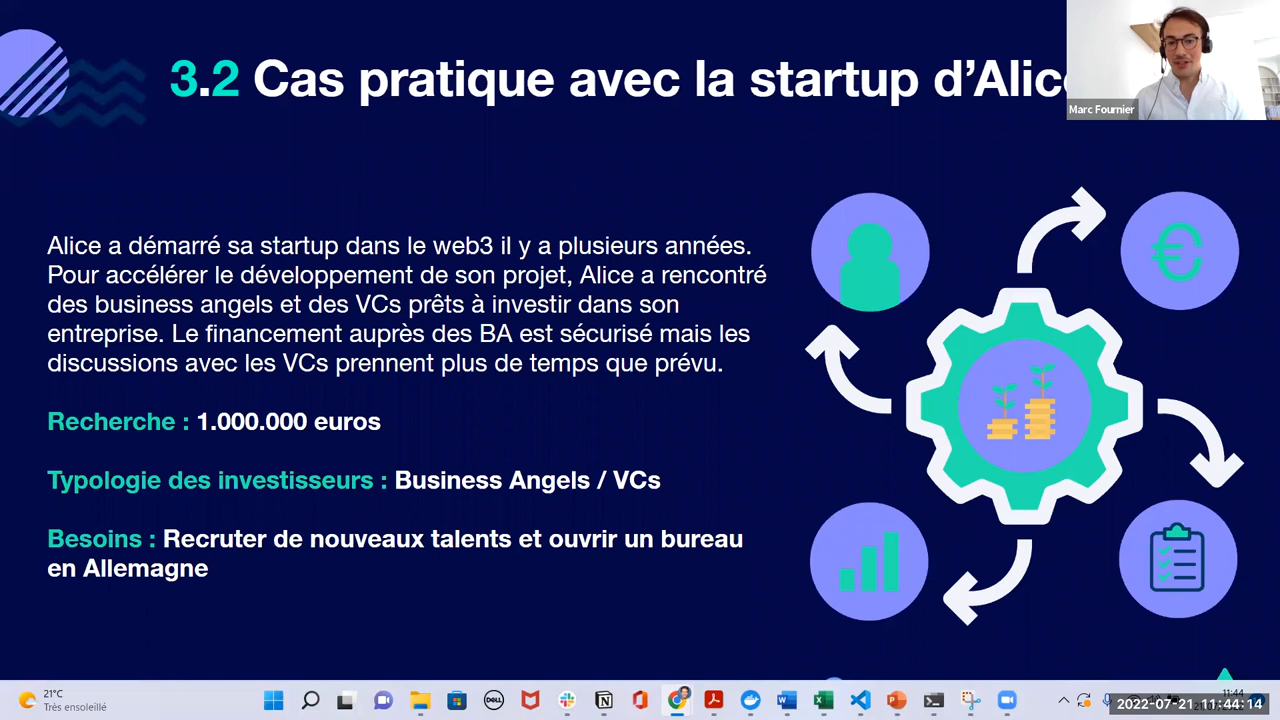 3.2 Cas pratique avec la startup d’Alice
Marc Fournier
Alice a démarré sa startup dans le web3 il y a plusieurs années.
Pour accélérer le développement de son projet, Alice a rencontré
des business angels et des VCs prêts à investir dans son
entreprise. Le financement auprès des BA est sécurisé mais les
discussions avec les VCs prennent plus de temps que prévu.
Recherche : 1.000.000 euros
Typologie des investisseurs : Business Angels / VCs
Besoins : Recruter de nouveaux talents et ouvrir un bureau
en Allemagne
€
21°C
Très ensoleillé
DELL
11:44
2022-07-21 11:44:14